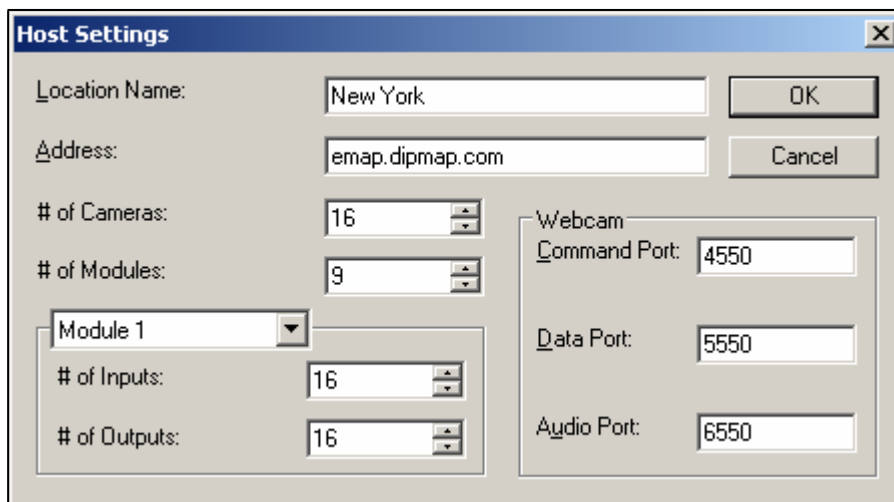 Host Settings
Location Name: New York OK
Address: emap.dipmap.com Cancel
# of Cameras: 16
# of Modules: 9
Module 1
# of Inputs: 16
# of Outputs: 16
Webcam
Command Port: 4550
Data Port: 5550
Audio Port: 6550